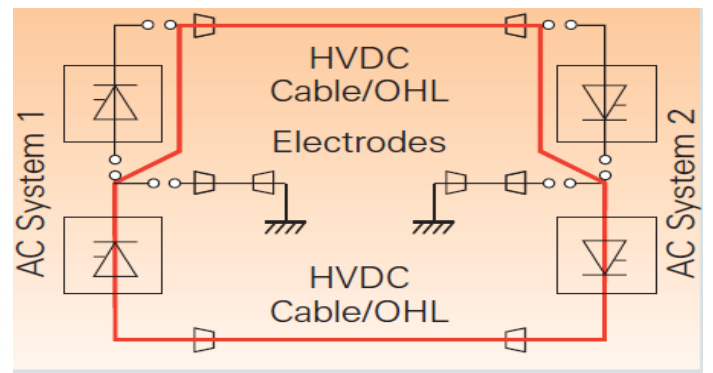 HVDC
Cable/OHL
Electrodes
AC System 1
AC System 2
HVDC
Cable/OHL